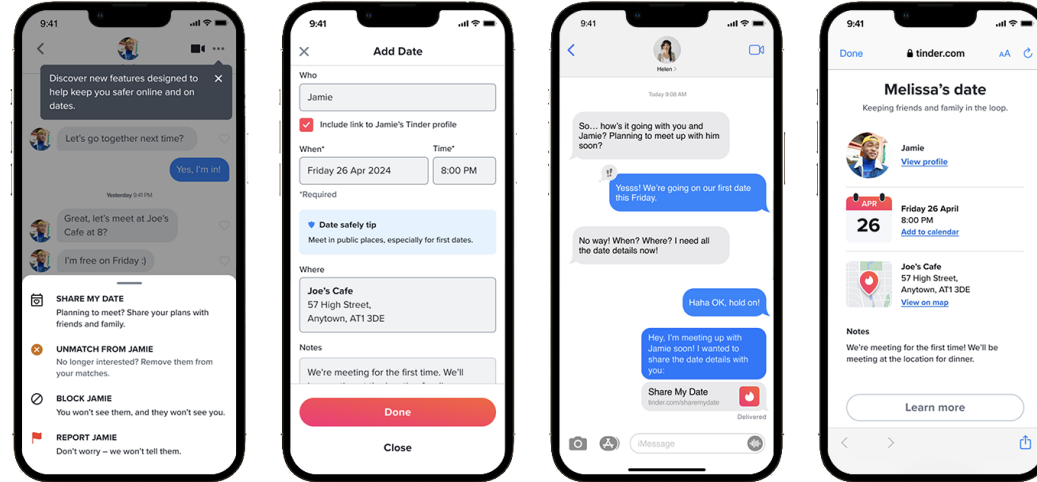 9:41
Discover new features designed to
help keep you safer online and on
dates.
Let's go together next time?
Yes, I'm in!
Yesterday 9:41 PM
Great, let's meet at Joe's
Cafe at 8?
I'm free on Friday :)
SHARE MY DATE
Planning to meet? Share your plans with
friends and family.
UNMATCH FROM JAMIE
No longer interested? Remove them from
your matches.
BLOCK JAMIE
You won't see them, and they won't see you.
REPORT JAMIE
Don't worry – we won't tell them.
9:41
Add Date
Who
Jamie
Include link to Jamie's Tinder profile
When*
Time*
Friday 26 Apr 2024
8:00 PM
*Required
Date safely tip
Meet in public places, especially for first dates.
Where
Joe's Cafe
57 High Street,
Anytown, AT1 3DE
Notes
We're meeting for the first time. We'll
Done
Close
9:41
Helen >
Today 9:08 AM
So… how's it going with you and
Jamie? Planning to meet up with him
soon?
Yesss! We're going on our first date
this Friday.
No way! When? Where? I need all
the date details now!
Haha OK, hold on!
Hey, I'm meeting up with
Jamie soon! I wanted to
share the date details with
you:
Share My Date
tinder.com/sharemydate
Delivered
iMessage
9:41
Done
tinder.com
AA
Melissa's date
Keeping friends and family in the loop.
Jamie
View profile
APR
26
Friday 26 April
8:00 PM
Add to calendar
Joe's Cafe
57 High Street,
Anytown, AT1 3DE
View on map
Notes
We're meeting for the first time! We'll be
meeting at the location for dinner.
Learn more